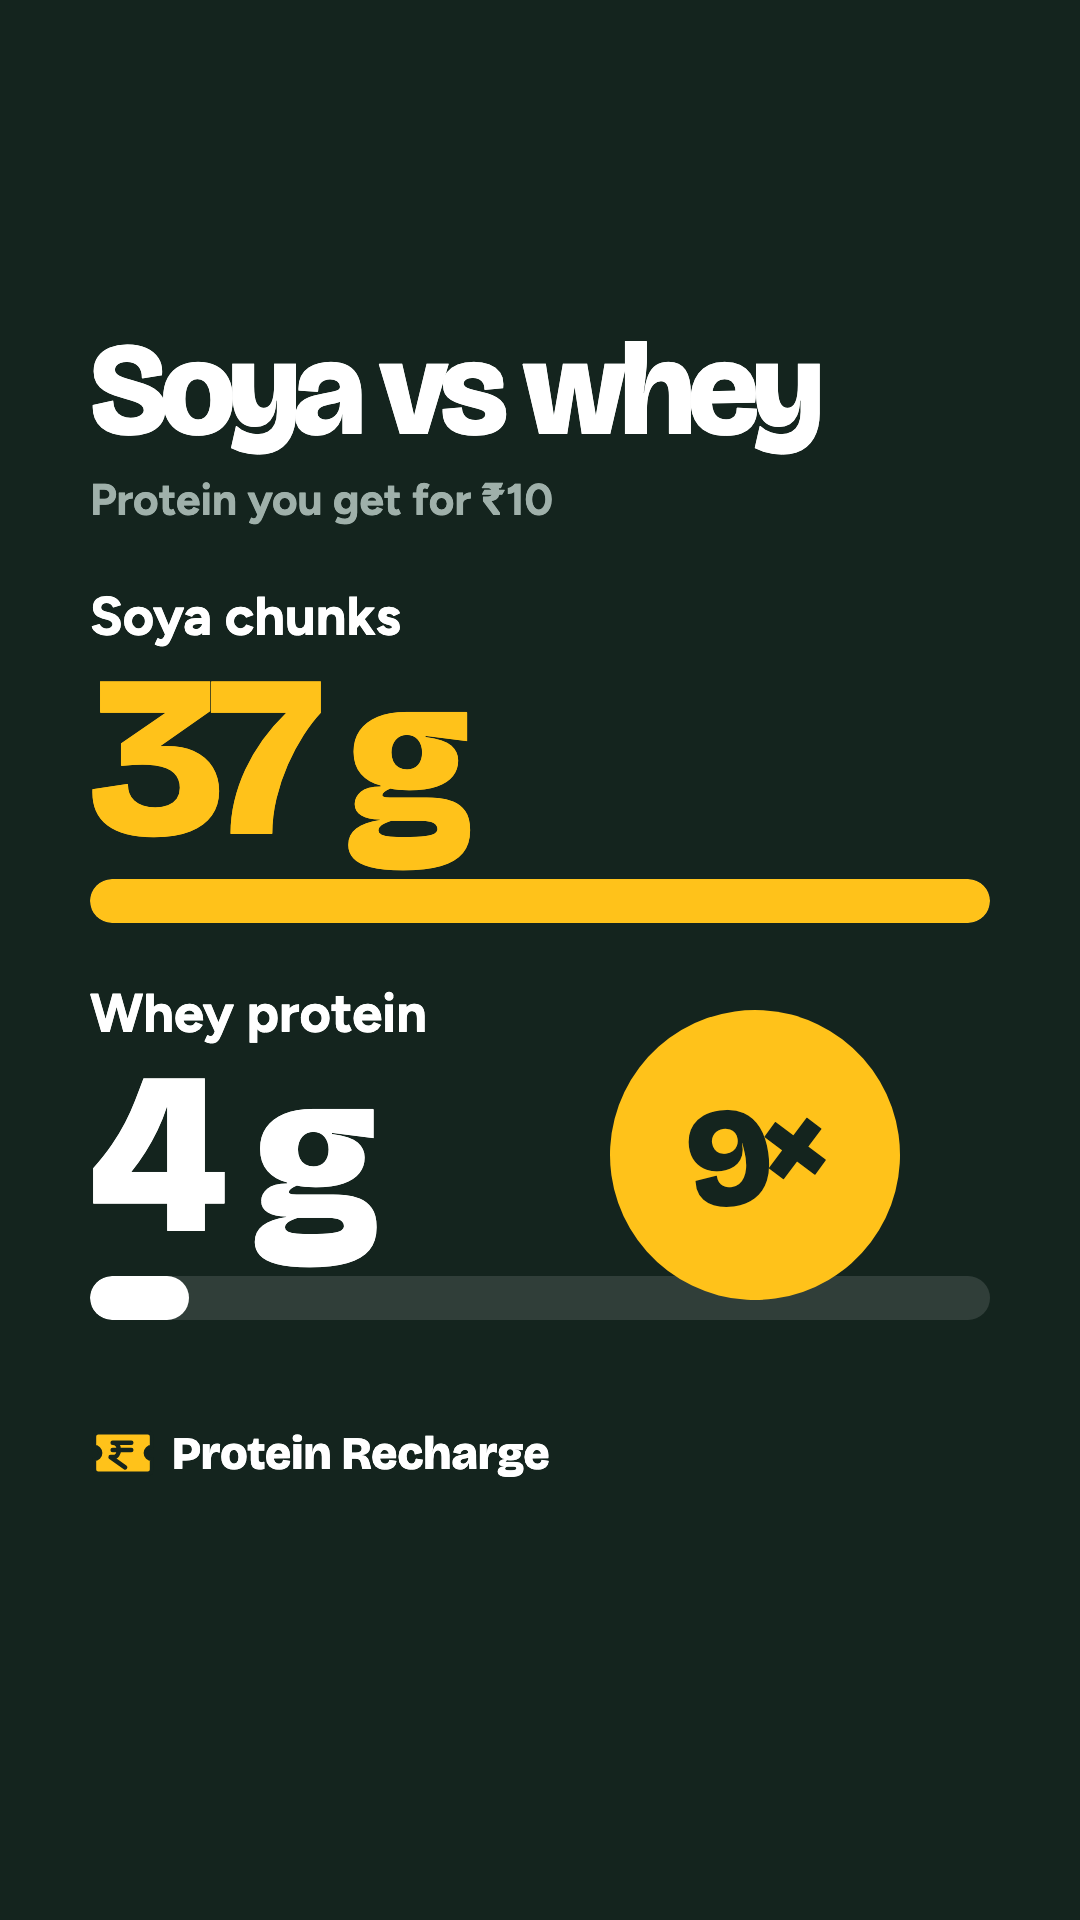 Soya vs whey
Protein you get for ₹10
Soya chunks
37 g
Whey protein
4 g
9×
₹ Protein Recharge